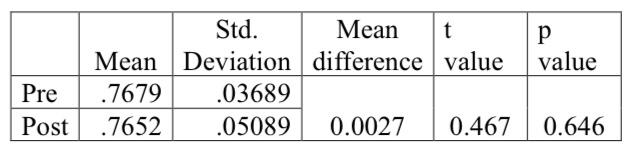 Mean Std. Deviation Mean difference t value p value
Pre .7679 .03689
Post .7652 .05089 0.0027 0.467 0.646